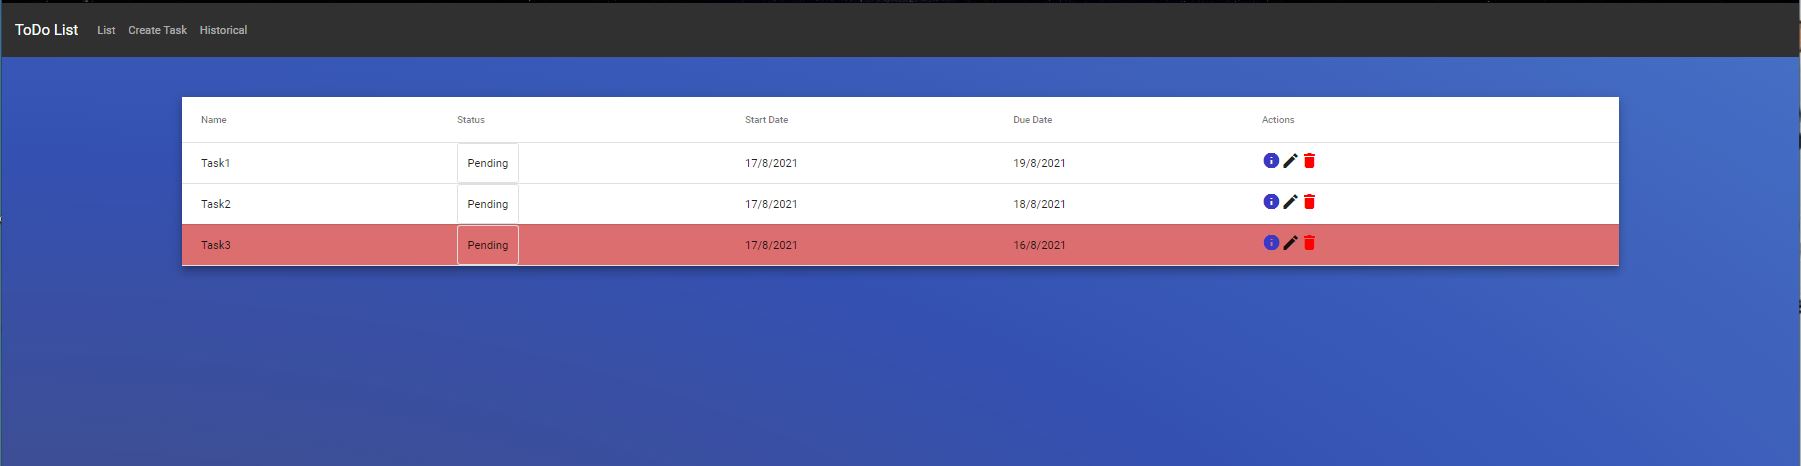 ToDo List List Create Task Historical
Name Status Start Date Due Date Actions
Task1 Pending 17/8/2021 19/8/2021
Task2 Pending 17/8/2021 18/8/2021
Task3 Pending 17/8/2021 16/8/2021